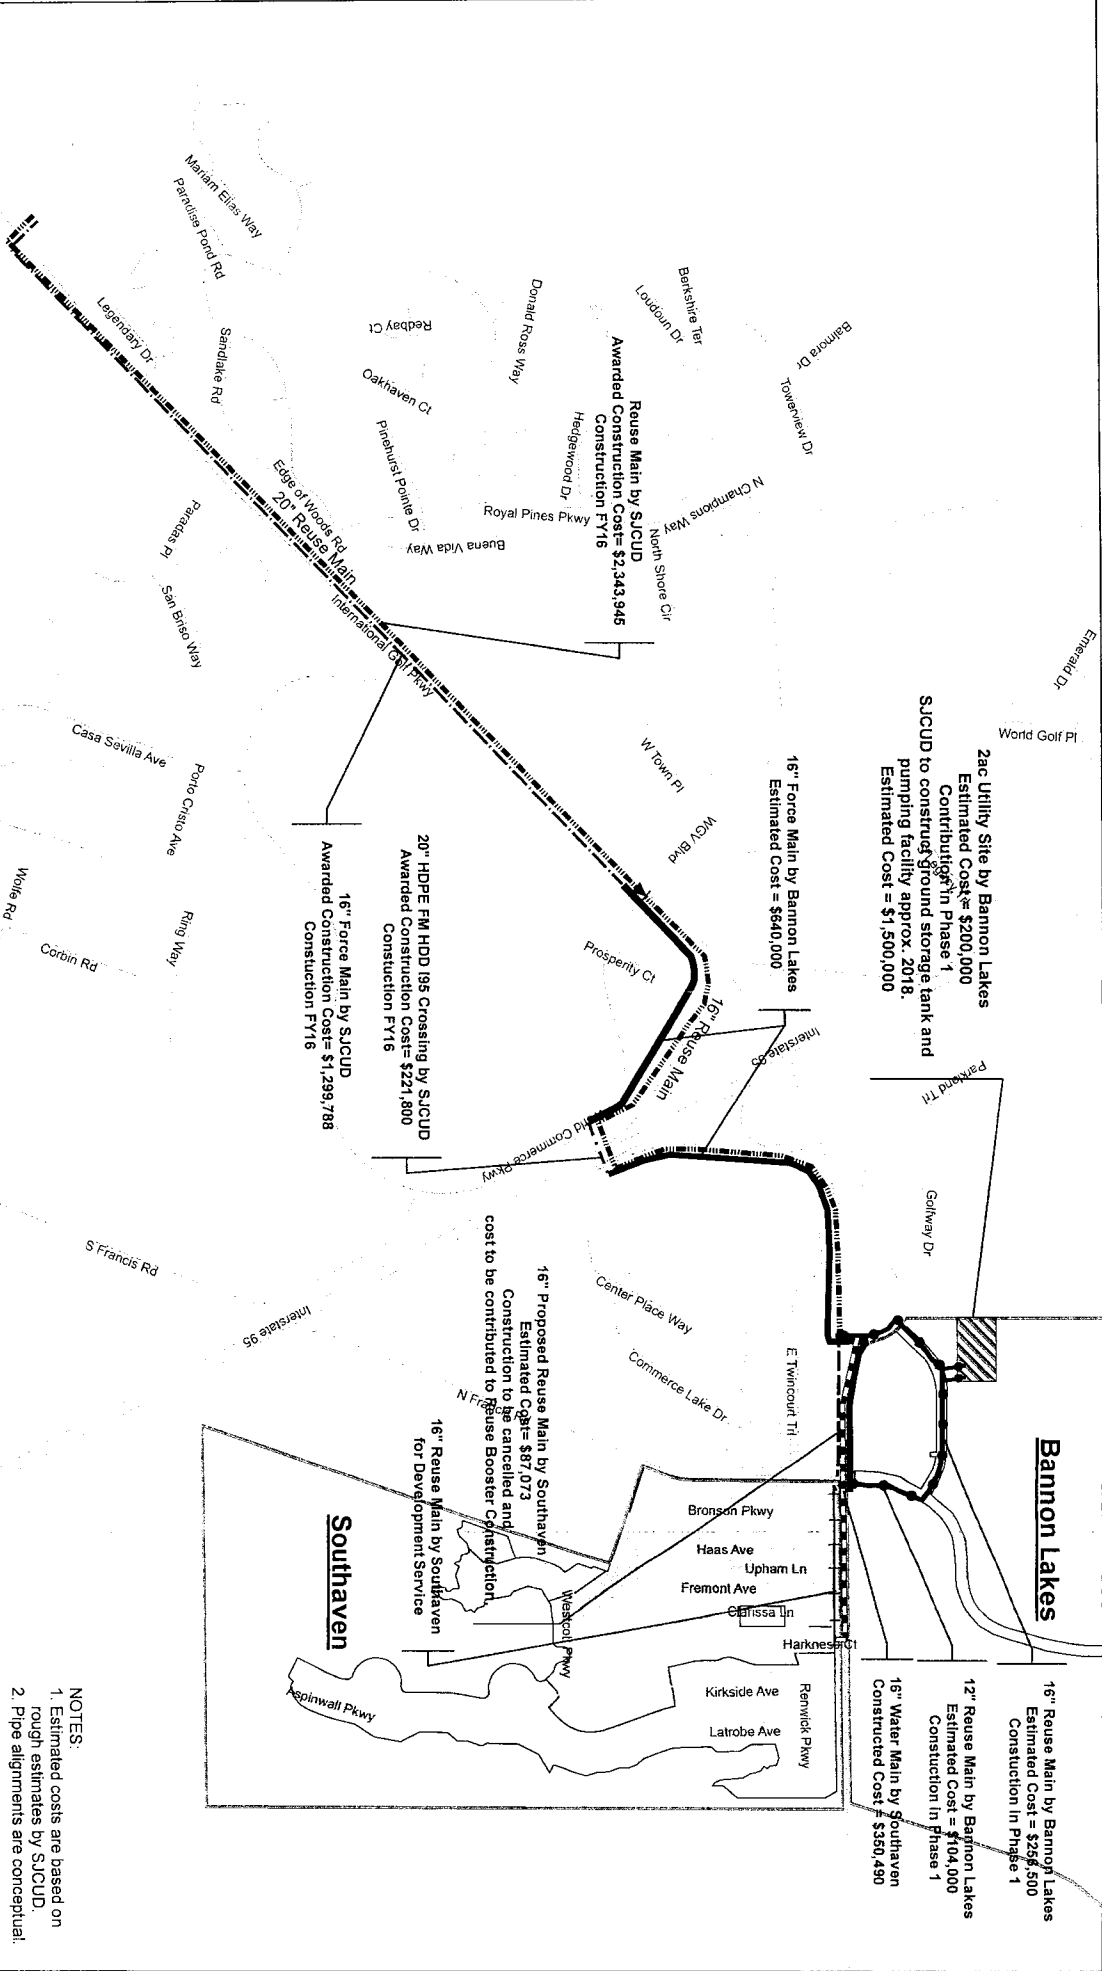 Bannon Lakes
Southaven
2ac Utility Site by Bannon Lakes
Estimated Cost = $200,000
Contribution in Phase 1
SJCUD to construct ground storage tank and
pumping facility approx. 2018.
Estimated Cost = $1,500,000
16" Force Main by Bannon Lakes
Estimated Cost = $640,000
Reuse Main by SJCUD
Awarded Construction Cost= $2,343,945
Construction FY16
20" HDPE FM HDD I95 Crossing by SJCUD
Awarded Construction Cost= $221,800
Constuction FY16
16" Force Main by SJCUD
Awarded Construction Cost= $1,299,788
Constuction FY16
16" Proposed Reuse Main by Southaven
Estimated Cost= $87,073
Construction to be cancelled and
cost to be contributed to Reuse Booster Construction.
16" Reuse Main by Southaven
for Development Service
16" Reuse Main by Bannon Lakes
Estimated Cost = $256,500
Constuction in Phase 1
12" Reuse Main by Bannon Lakes
Estimated Cost = $104,000
Constuction in Phase 1
16" Water Main by Southaven
Constructed Cost = $350,490
20" Reuse Main
16" Reuse Main
Mariam Elias Way
Paradise Pond Rd
Legendary Dr
Sandlake Rd
Redbay Ct
Oakhaven Ct
Donald Ross Way
Berkshire Ter
Loudoun Dr
Balmora Dr
Towerview Dr
Hedgewood Dr
Pinehurst Pointe Dr
Royal Pines Pkwy
N Champions Way
Buena Vida Way
North Shore Cir
Edge of Woods Rd
International Golf Pkwy
Paradas Pl
San Briso Way
Casa Sevilla Ave
Porto Cristo Ave
Ring Way
Wolfe Rd
Corbin Rd
Emerald Dr
World Golf Pl
W Town Pl
WGV Blvd
Prosperity Ct
Interstate 95
Parkland Trl
World Commerce Pkwy
Golfway Dr
S Francis Rd
Interstate 95
Center Place Way
Commerce Lake Dr
E Twincourt Trl
Bronson Pkwy
Haas Ave
Upham Ln
Fremont Ave
Clarissa Ln
Harkness Ct
Westcott Pkwy
Kirkside Ave
Renwick Pkwy
Latrobe Ave
Aspinwall Pkwy
NOTES:
1. Estimated costs are based on
rough estimates by SJCUD.
2. Pipe alignments are conceptual.